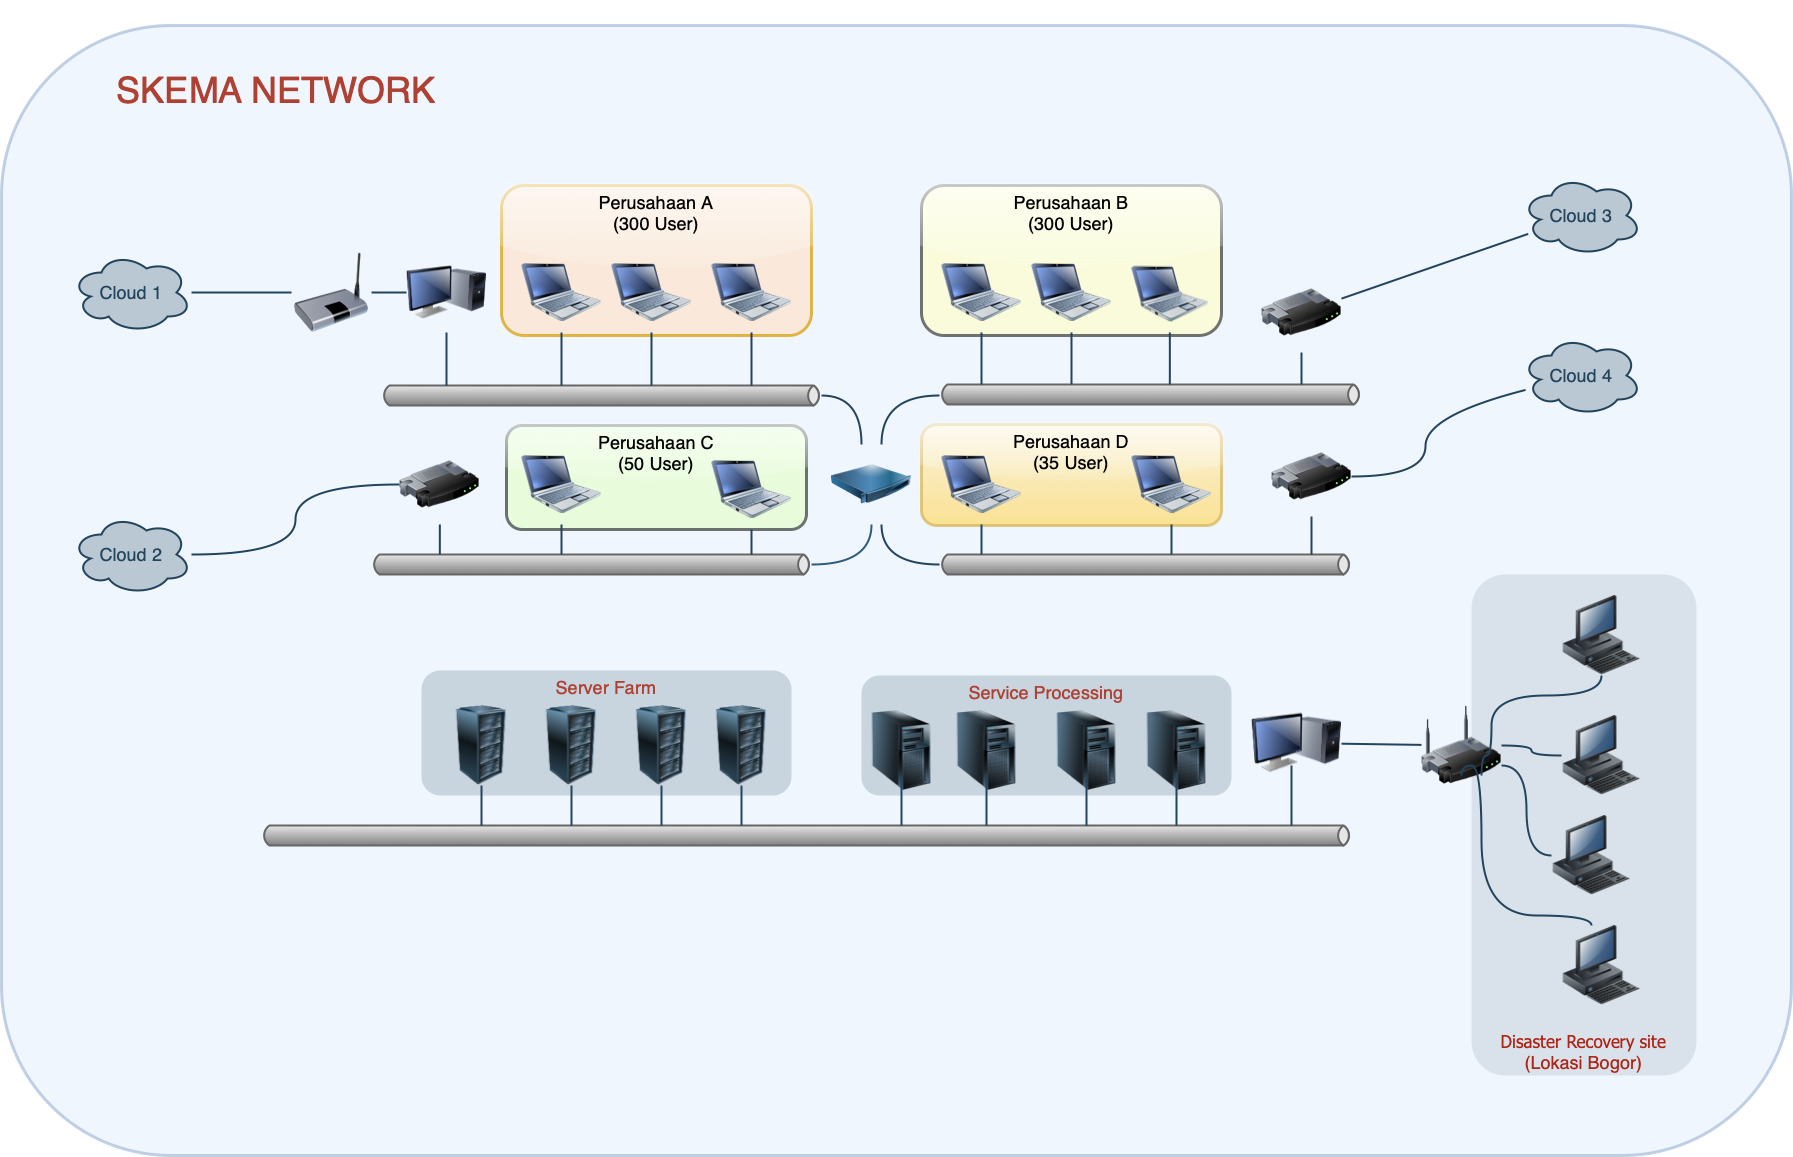 SKEMA NETWORK
Perusahaan A
(300 User)
Perusahaan B
(300 User)
Cloud 3
Cloud 1
Cloud 4
Perusahaan C
(50 User)
Perusahaan D
(35 User)
Cloud 2
Server Farm
Service Processing
Disaster Recovery site
(Lokasi Bogor)